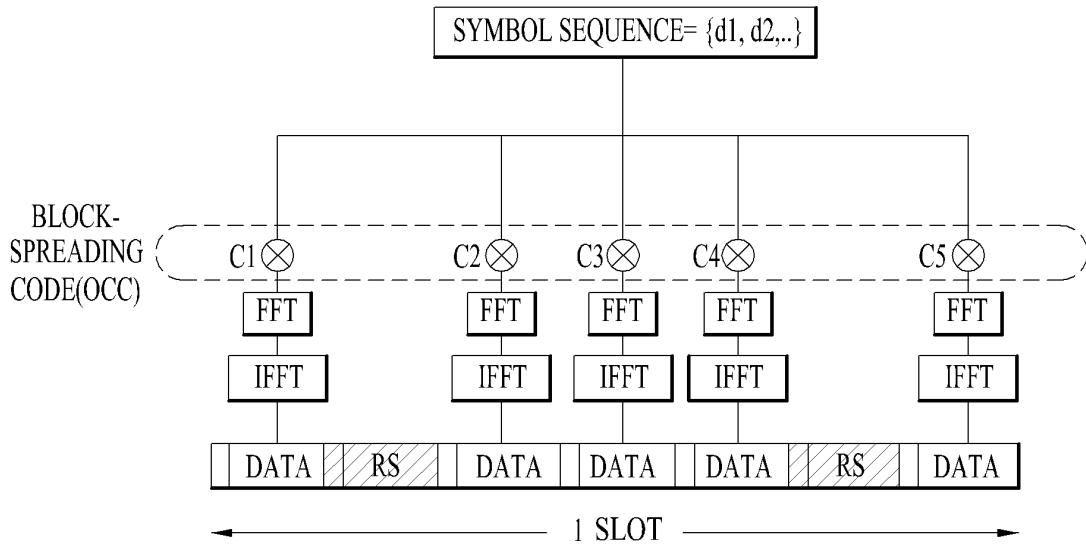 SYMBOL SEQUENCE= {d1, d2,..}
BLOCK-
SPREADING
CODE(OCC)
C1 C2 C3 C4 C5
FFT FFT FFT FFT FFT
IFFT IFFT IFFT IFFT IFFT
DATA RS DATA DATA DATA RS DATA
1 SLOT